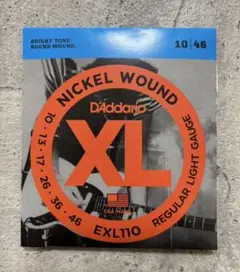 BRIGHT TONE
ROUND WOUND
10 | 46
NICKEL WOUND
D'Addario
XL
10 • 13 • 17 • 26 • 36 • 46
REGULAR LIGHT GAUGE
EXL110